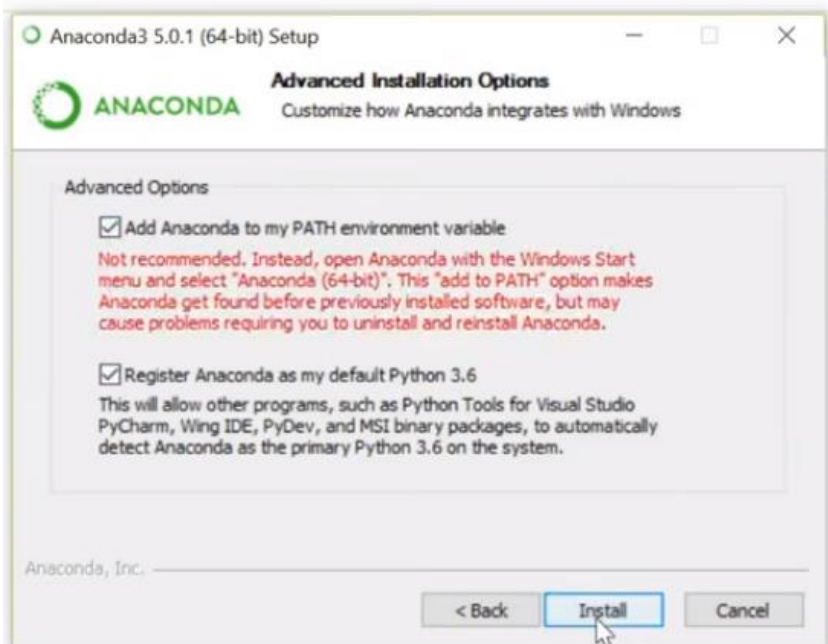 Anaconda3 5.0.1 (64-bit) Setup
ANACONDA
Advanced Installation Options
Customize how Anaconda integrates with Windows
Advanced Options
Add Anaconda to my PATH environment variable
Not recommended. Instead, open Anaconda with the Windows Start
menu and select "Anaconda (64-bit)". This "add to PATH" option makes
Anaconda get found before previously installed software, but may
cause problems requiring you to uninstall and reinstall Anaconda.
Register Anaconda as my default Python 3.6
This will allow other programs, such as Python Tools for Visual Studio
PyCharm, Wing IDE, PyDev, and MSI binary packages, to automatically
detect Anaconda as the primary Python 3.6 on the system.
Anaconda, Inc.
< Back
Install
Cancel